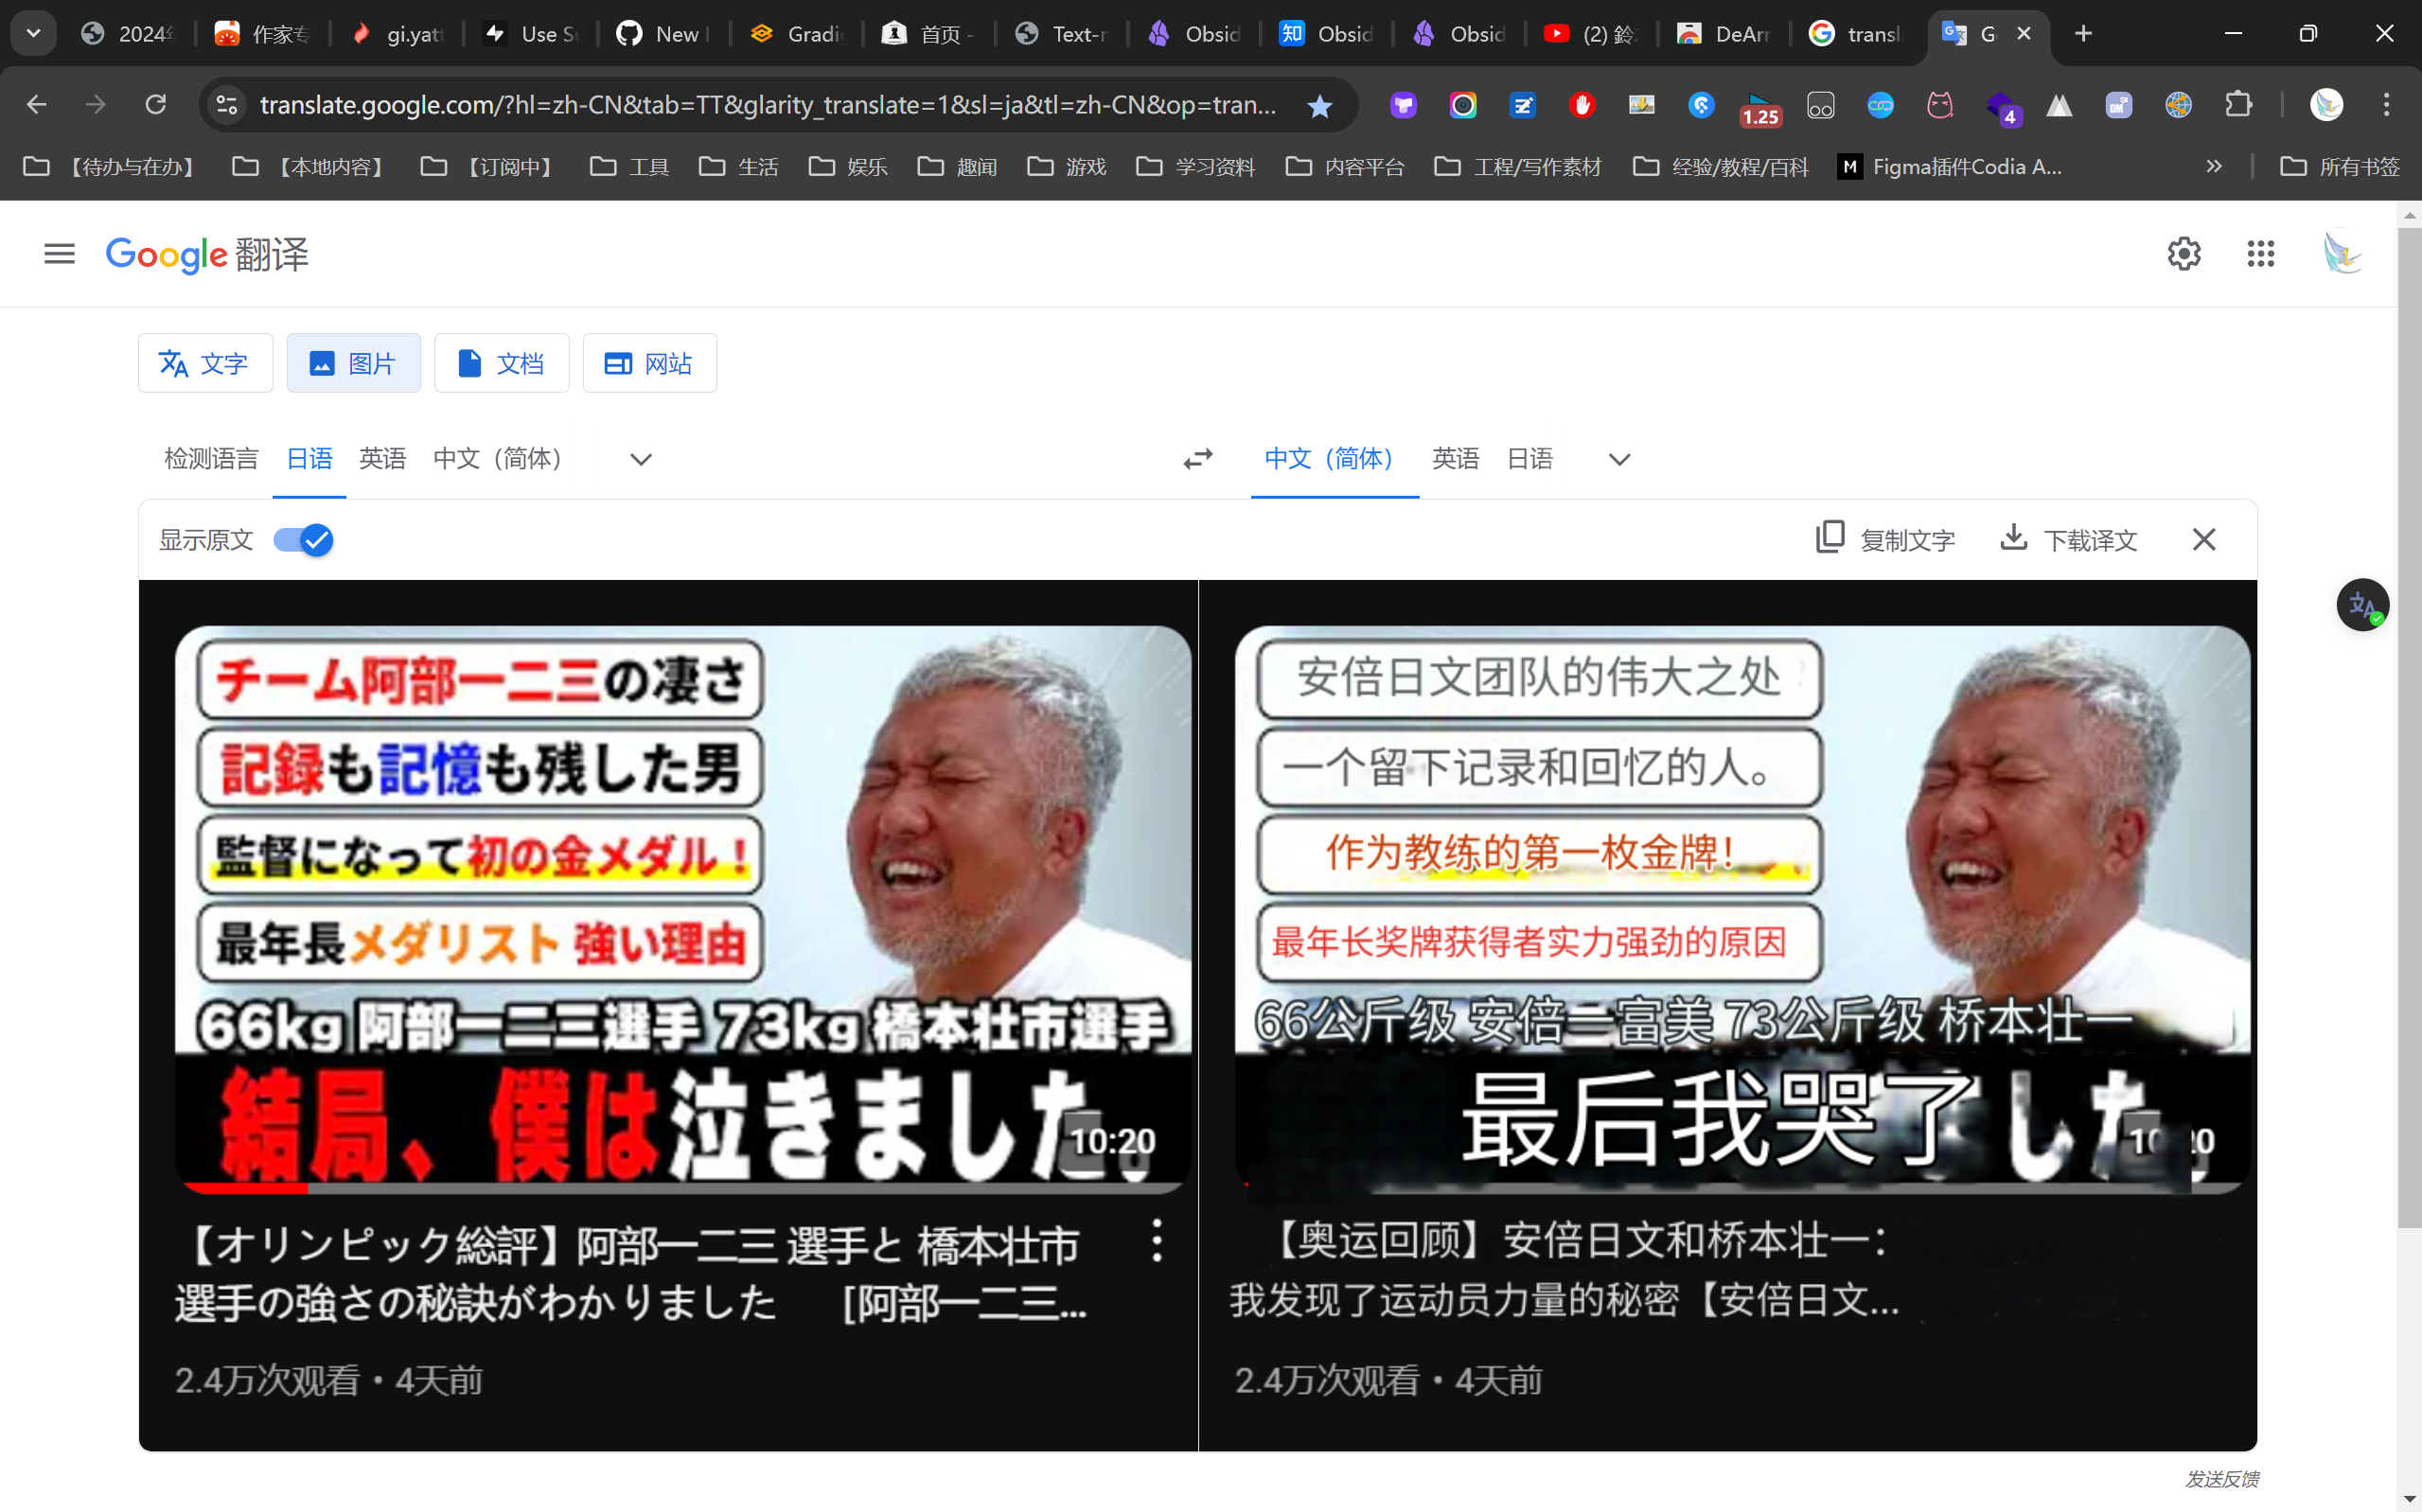 2024
作家专
gi.yatt
Use S
New
Gradi
首页 -
Text-
Obsid
Obsid
Obsid
(2) 鈴
DeArr
transl
G
translate.google.com/?hl=zh-CN&tab=TT&glarity_translate=1&sl=ja&tl=zh-CN&op=tran...
1.25
4
【待办与在办】
【本地内容】
【订阅中】
工具
生活
娱乐
趣闻
游戏
学习资料
内容平台
工程/写作素材
经验/教程/百科
Figma插件Codia A...
所有书签
Google 翻译
文字
图片
文档
网站
检测语言
日语
英语
中文（简体）
中文（简体）
英语
日语
显示原文
复制文字
下载译文
チーム阿部一二三の凄さ
記録も記憶も残した男
監督になって初の金メダル！
最年長メダリスト 強い理由
66kg 阿部一二三選手 73kg 橋本壮市選手
結局、僕は泣きました
10:20
【オリンピック総評】阿部一二三 選手と 橋本壮市
選手の強さの秘訣がわかりました [阿部一二三...
2.4万次观看・4天前
安倍日文团队的伟大之处
一个留下记录和回忆的人。
作为教练的第一枚金牌！
最年长奖牌获得者实力强劲的原因
66公斤级 安倍二富美 73公斤级 桥本壮一
最后我哭了した
【奥运回顾】安倍日文和桥本壮一：
我发现了运动员力量的秘密【安倍日文...
2.4万次观看・4天前
发送反馈